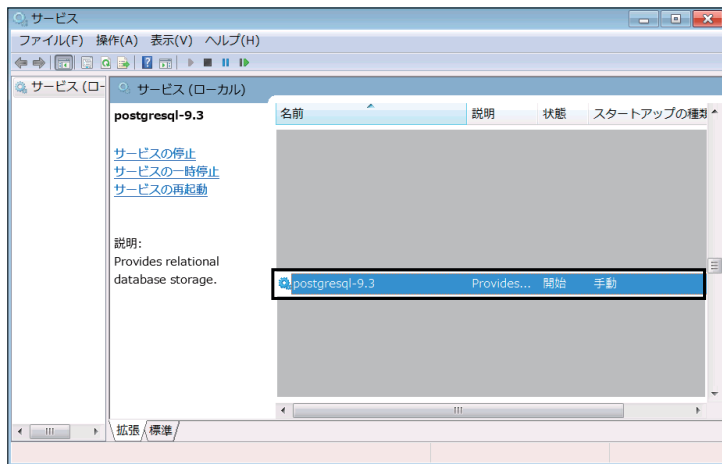 サービス
ファイル(F) 操作(A) 表示(V) ヘルプ(H)
サービス (ロー
サービス (ローカル)
postgresql-9.3
サービスの停止
サービスの一時停止
サービスの再起動
説明:
Provides relational
database storage.
名前 説明 状態 スタートアップの種類
postgresql-9.3 Provides... 開始 手動
拡張 標準